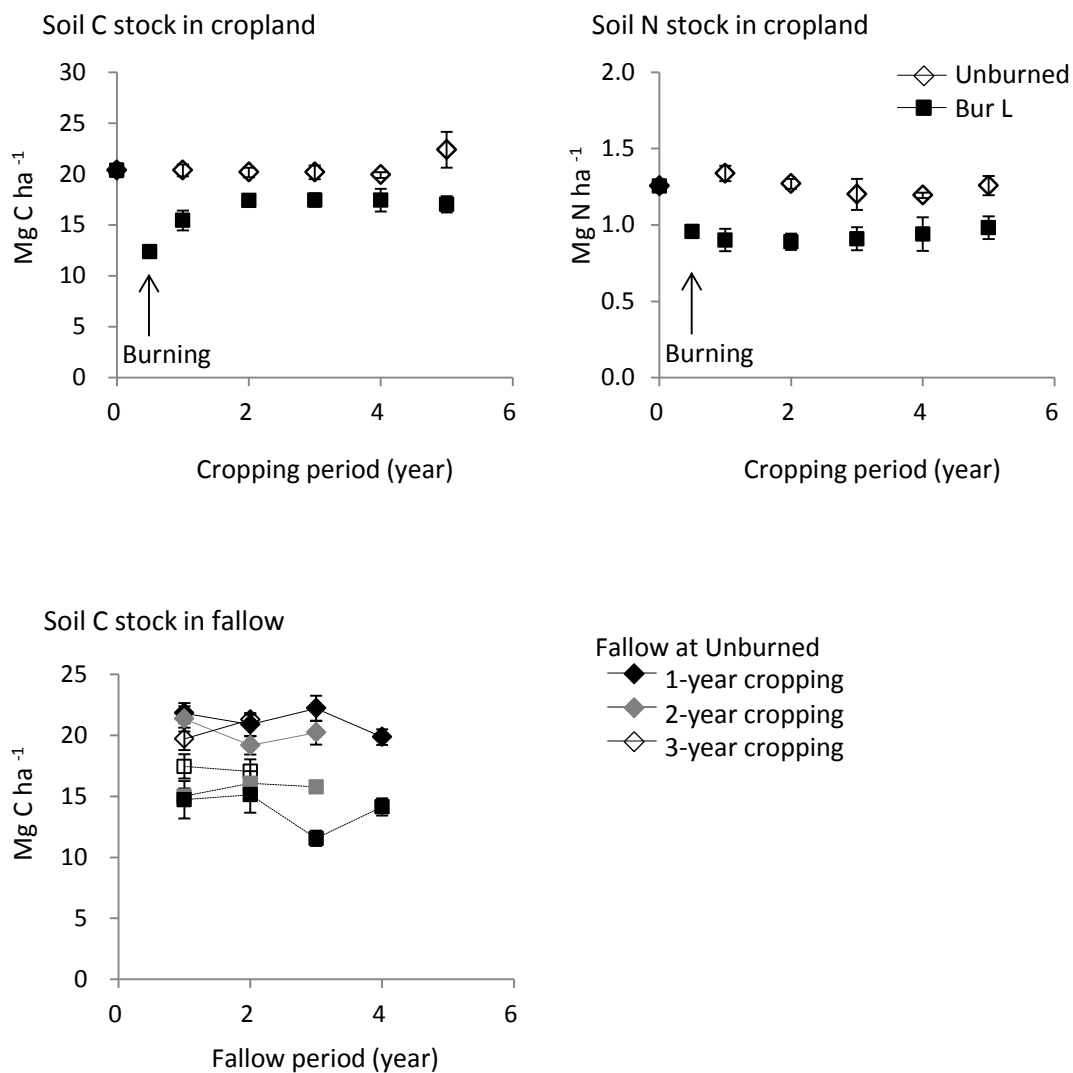 Soil C stock in cropland
30
25
20
15
10
5
0
Mg C ha -1
Burning
0 2 4 6
Cropping period (year)
Soil N stock in cropland
2.0
1.5
1.0
0.5
0.0
Mg N ha -1
Unburned
Bur L
Burning
0 2 4 6
Cropping period (year)
Soil C stock in fallow
25
20
15
10
5
0
Mg C ha -1
0 2 4 6
Fallow period (year)
Fallow at Unburned
1-year cropping
2-year cropping
3-year cropping